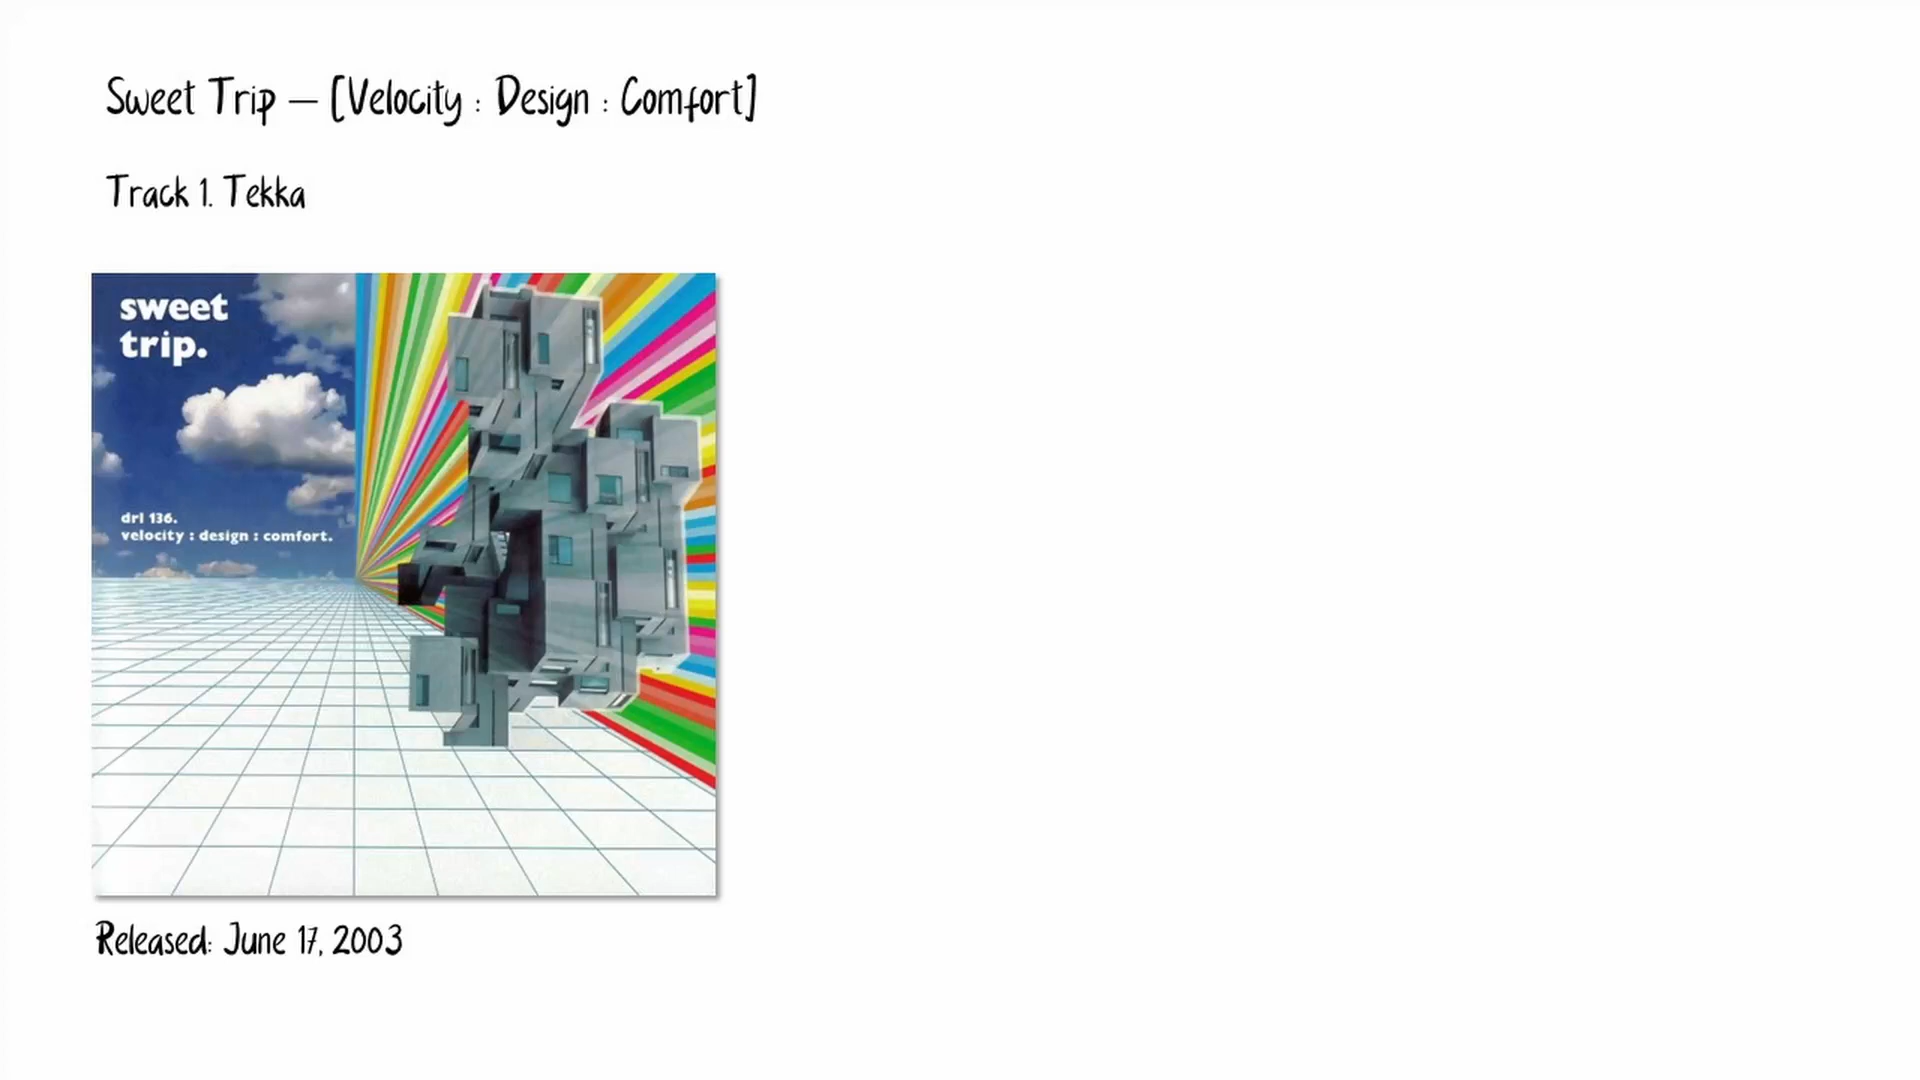 Sweet Trip – [Velocity : Design : Comfort]
Track 1. Tekka
sweet
trip.
drl 136.
velocity : design : comfort.
Released: June 17, 2003